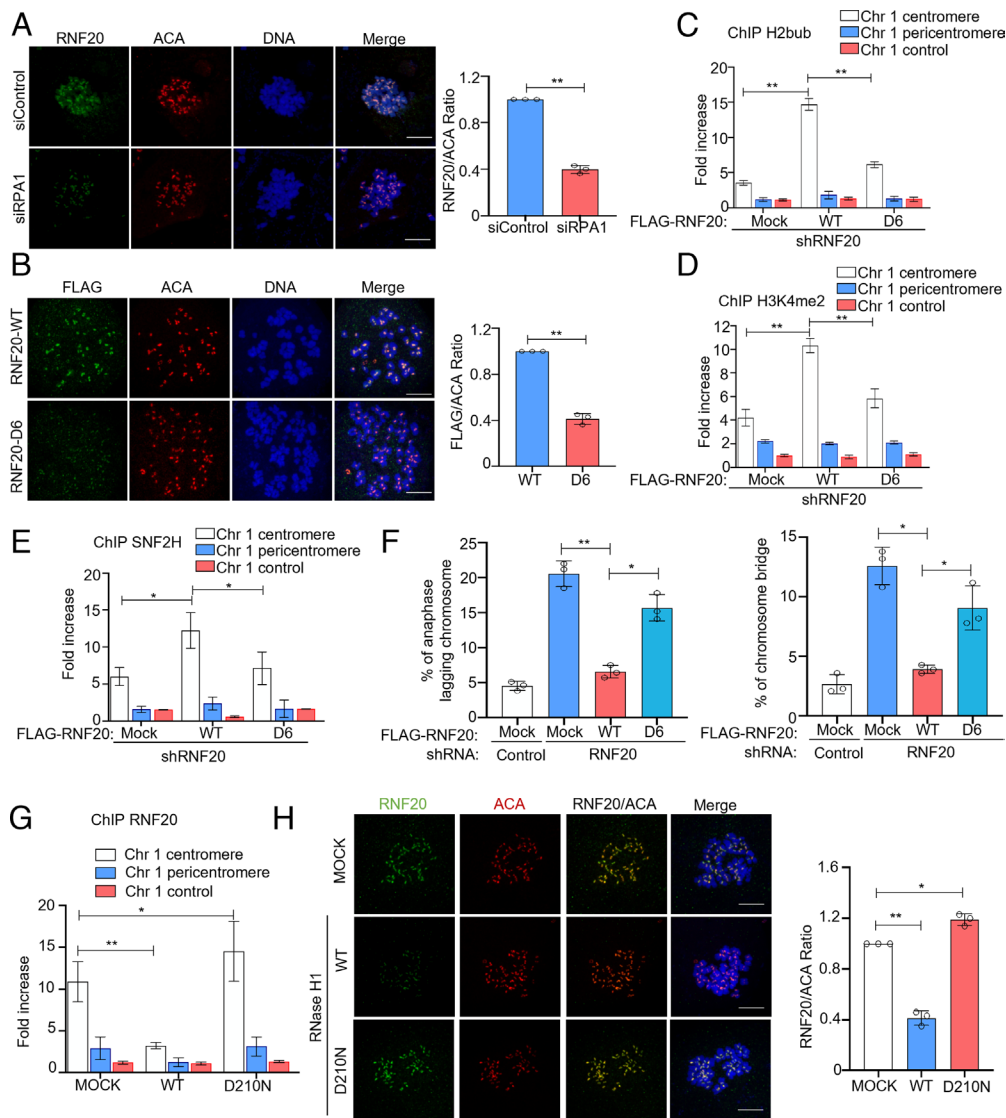 A
RNF20 ACA DNA Merge
siControl
siRPA1
RNF20/ACA Ratio
1.2
0.8
0.4
0
**
siControl siRPA1
B
FLAG ACA DNA Merge
RNF20-WT
RNF20-D6
FLAG/ACA Ratio
1.2
0.8
0.4
0
**
WT D6
C
ChIP H2bub
Chr 1 centromere
Chr 1 pericentromere
Chr 1 control
Fold increase
20
15
10
5
0
** **
FLAG-RNF20: Mock WT D6
shRNF20
D
ChIP H3K4me2
Chr 1 centromere
Chr 1 pericentromere
Chr 1 control
Fold increase
12
8
4
0
** **
FLAG-RNF20: Mock WT D6
shRNF20
E
ChIP SNF2H
Chr 1 centromere
Chr 1 pericentromere
Chr 1 control
Fold increase
20
15
10
5
0
* *
FLAG-RNF20: Mock WT D6
shRNF20
F
% of anaphase
lagging chromosome
25
20
15
10
5
0
** *
FLAG-RNF20: Mock Mock WT D6
shRNA: Control RNF20
% of chromosome bridge
15
10
5
0
* *
FLAG-RNF20: Mock Mock WT D6
shRNA: Control RNF20
G
ChIP RNF20
Chr 1 centromere
Chr 1 pericentromere
Chr 1 control
Fold increase
20
15
10
5
0
*
**
MOCK WT D210N
H
RNF20 ACA RNF20/ACA Merge
MOCK
RNase H1
WT
D210N
RNF20/ACA Ratio
1.6
1.2
0.8
0.4
0
*
**
MOCK WT D210N